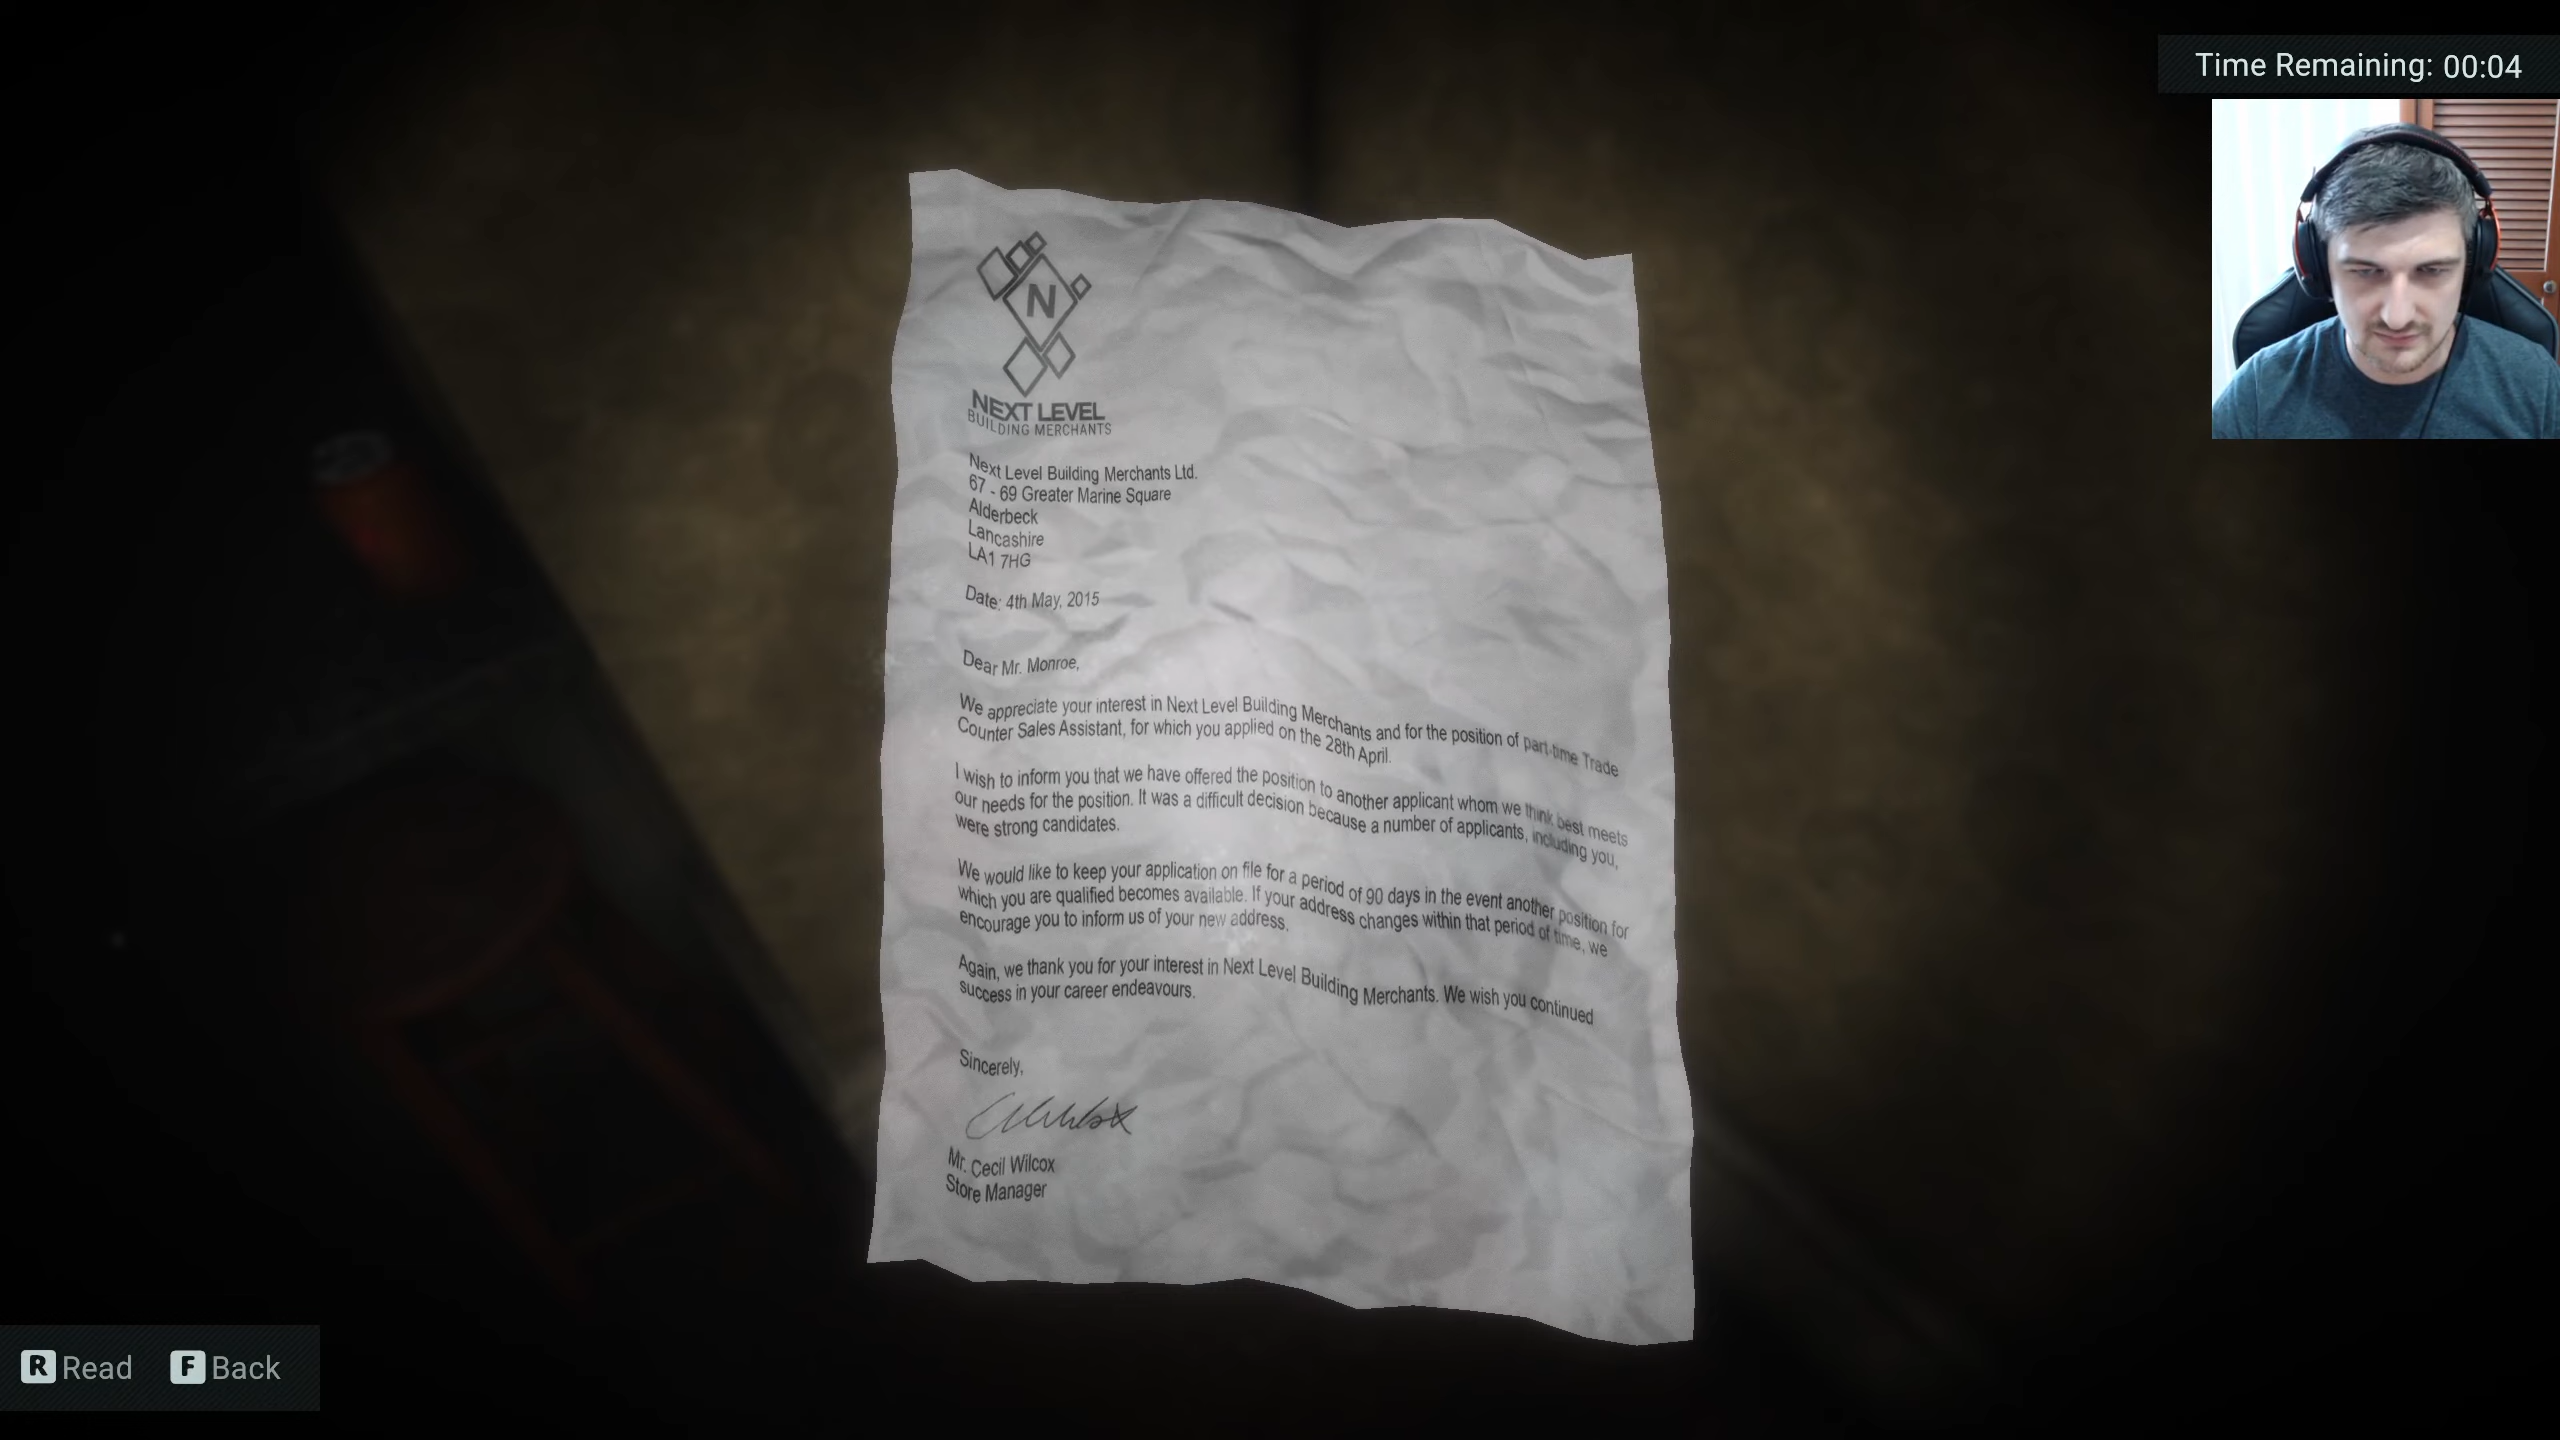 Time Remaining: 00:04
N
NEXT LEVEL
BUILDING MERCHANTS
Next Level Building Merchants Ltd.
67 - 69 Greater Marine Square
Alderbeck
Lancashire
LA1 7HG
Date: 4th May, 2015
Dear Mr. Monroe,
We appreciate your interest in Next Level Building Merchants and for the position of part-time Trade
Counter Sales Assistant, for which you applied on the 28th April.
I wish to inform you that we have offered the position to another applicant whom we think best meets
our needs for the position. It was a difficult decision because a number of applicants, including you,
were strong candidates.
We would like to keep your application on file for a period of 90 days in the event another position for
which you are qualified becomes available. If your address changes within that period of time, we
encourage you to inform us of your new address.
Again, we thank you for your interest in Next Level Building Merchants. We wish you continued
success in your career endeavours.
Sincerely,
Mr. Cecil Wilcox
Store Manager
R Read F Back